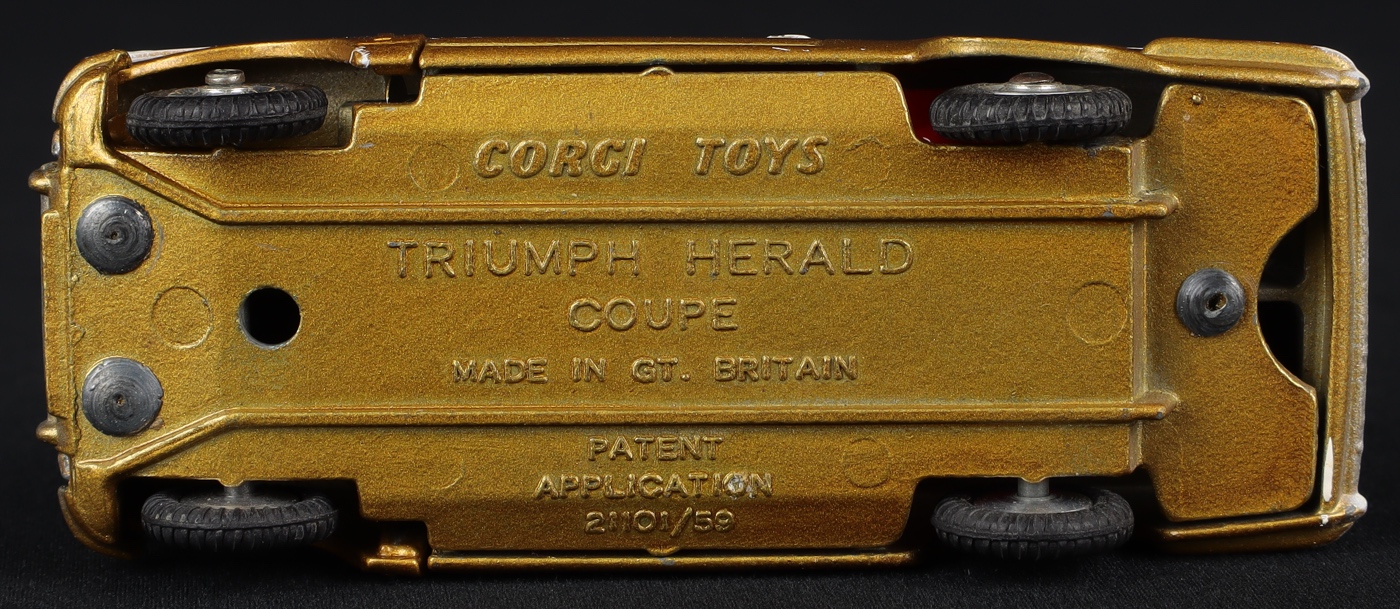 CORGI TOYS
TRIUMPH HERALD
COUPE
MADE IN GT. BRITAIN
PATENT
APPLICATION
21101/59